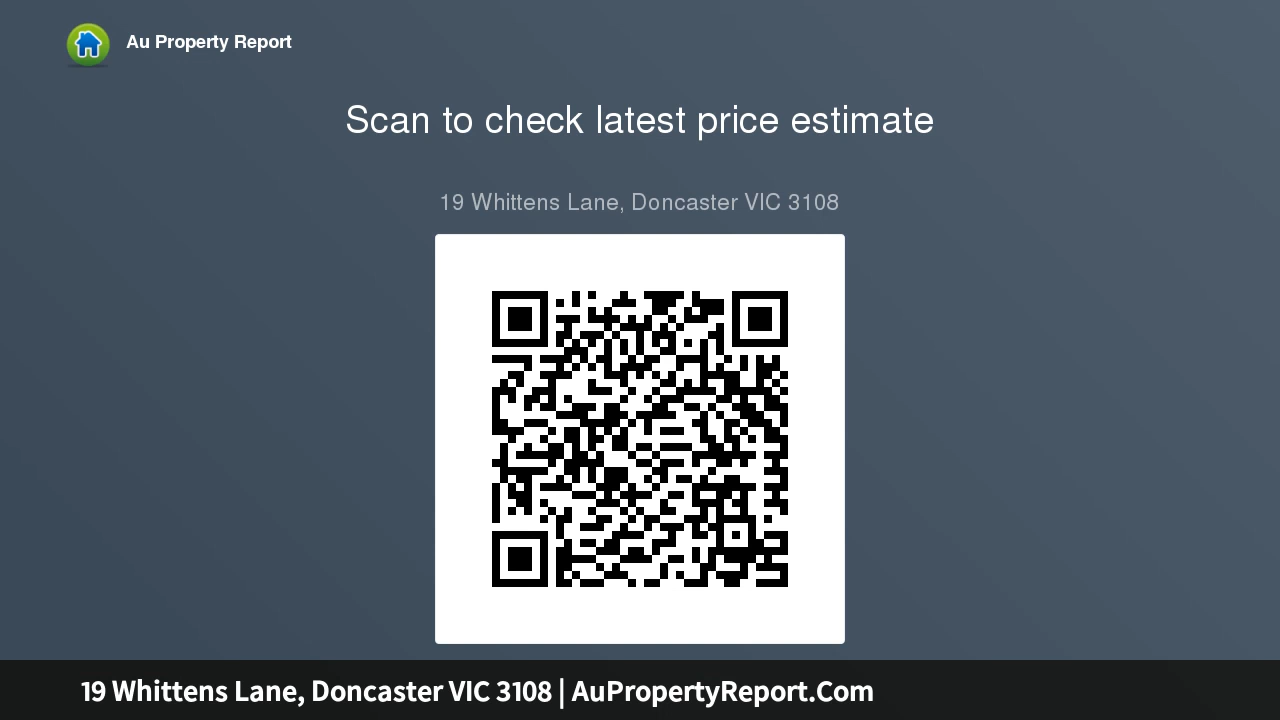 Au Property Report
Scan to check latest price estimate
19 Whittens Lane, Doncaster VIC 3108
19 Whittens Lane, Doncaster VIC 3108 | AuPropertyReport.Com